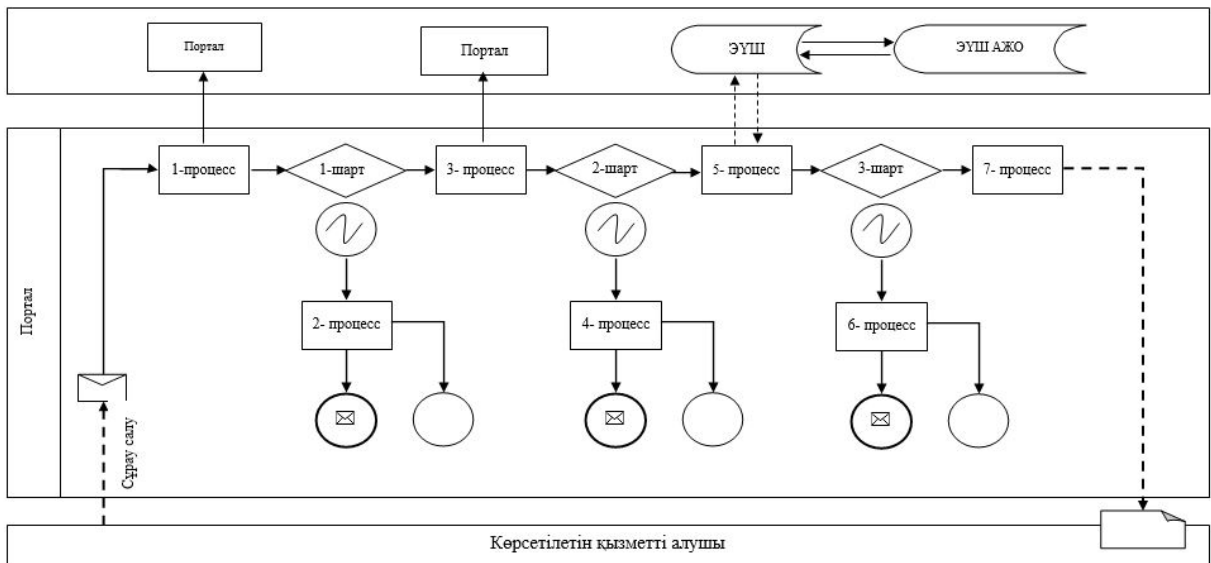 Портал
Портал
ЭҮШ
ЭҮШ АЖО
1-процесс
1-шарт
3- процесс
2-шарт
5- процесс
3-шарт
7- процесс
Портал
2- процесс
4- процесс
6- процесс
Сұрау салу
Көрсетілетін қызметті алушы